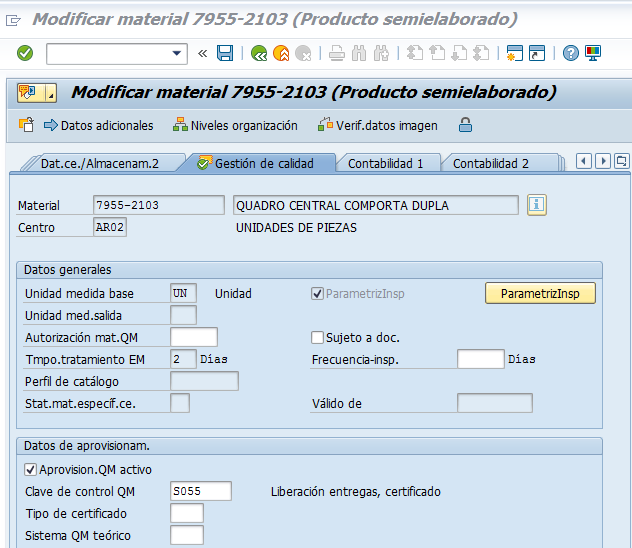 Modificar material 7955-2103 (Producto semielaborado)
Modificar material 7955-2103 (Producto semielaborado)
Datos adicionales Niveles organización Verif.datos imagen
Dat.ce./Almacenam.2 Gestión de calidad Contabilidad 1 Contabilidad 2
Material 7955-2103 QUADRO CENTRAL COMPORTA DUPLA
Centro AR02 UNIDADES DE PIEZAS
Datos generales
Unidad medida base UN Unidad ParametrizInsp ParametrizInsp
Unidad med.salida
Autorización mat.QM Sujeto a doc.
Tmpo.tratamiento EM 2 Días Frecuencia-insp. Días
Perfil de catálogo
Stat.mat.específ.ce. Válido de
Datos de aprovisionam.
Aprovision.QM activo
Clave de control QM S055 Liberación entregas, certificado
Tipo de certificado
Sistema QM teórico